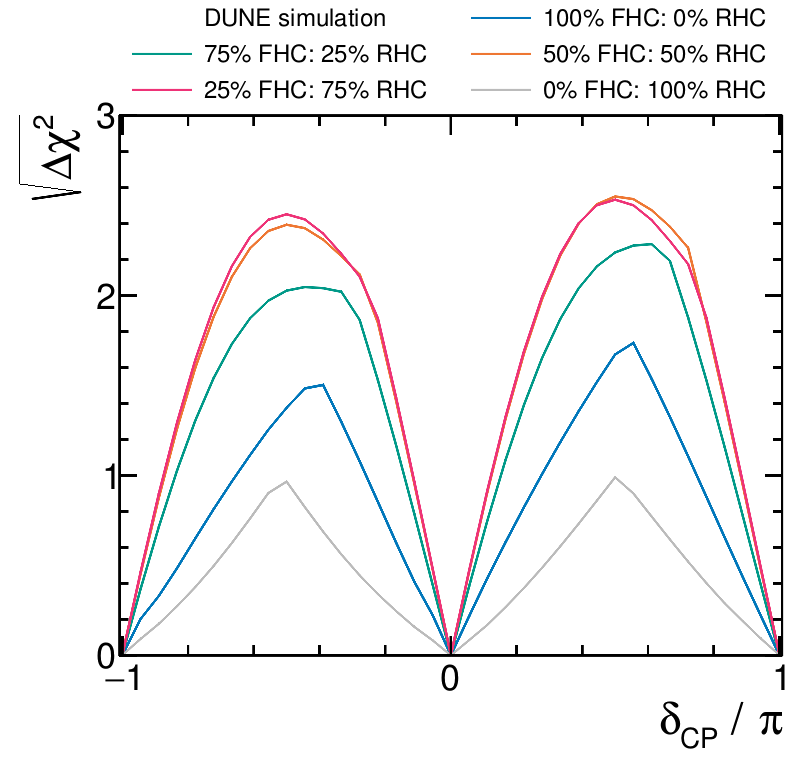 DUNE simulation
100% FHC: 0% RHC
75% FHC: 25% RHC
50% FHC: 50% RHC
25% FHC: 75% RHC
0% FHC: 100% RHC
√Δχ²
3
2
1
0
−1
0
1
δCP / π